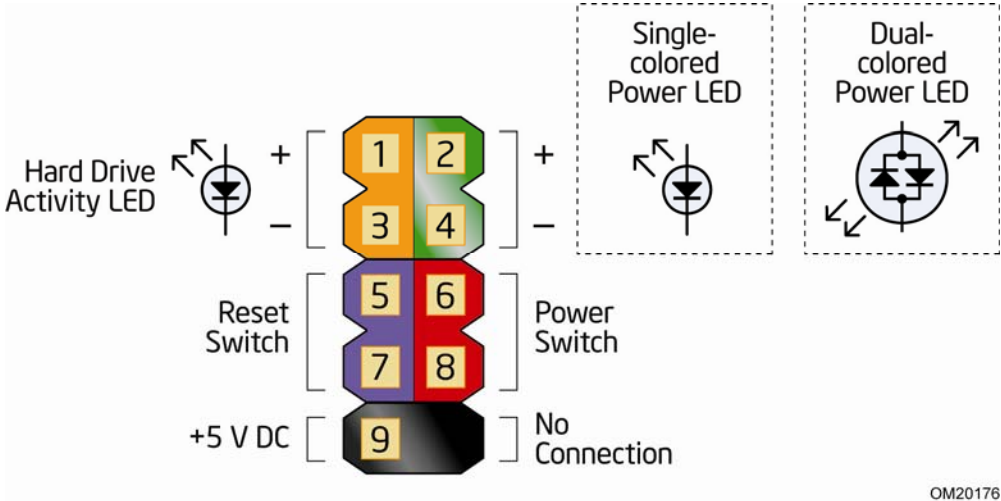 Single-
colored
Power LED
Dual-
colored
Power LED
Hard Drive
Activity LED
+
1 2
+
−
3 4
−
Reset
Switch
5 6
7 8
Power
Switch
+5 V DC
9
No
Connection
OM20176